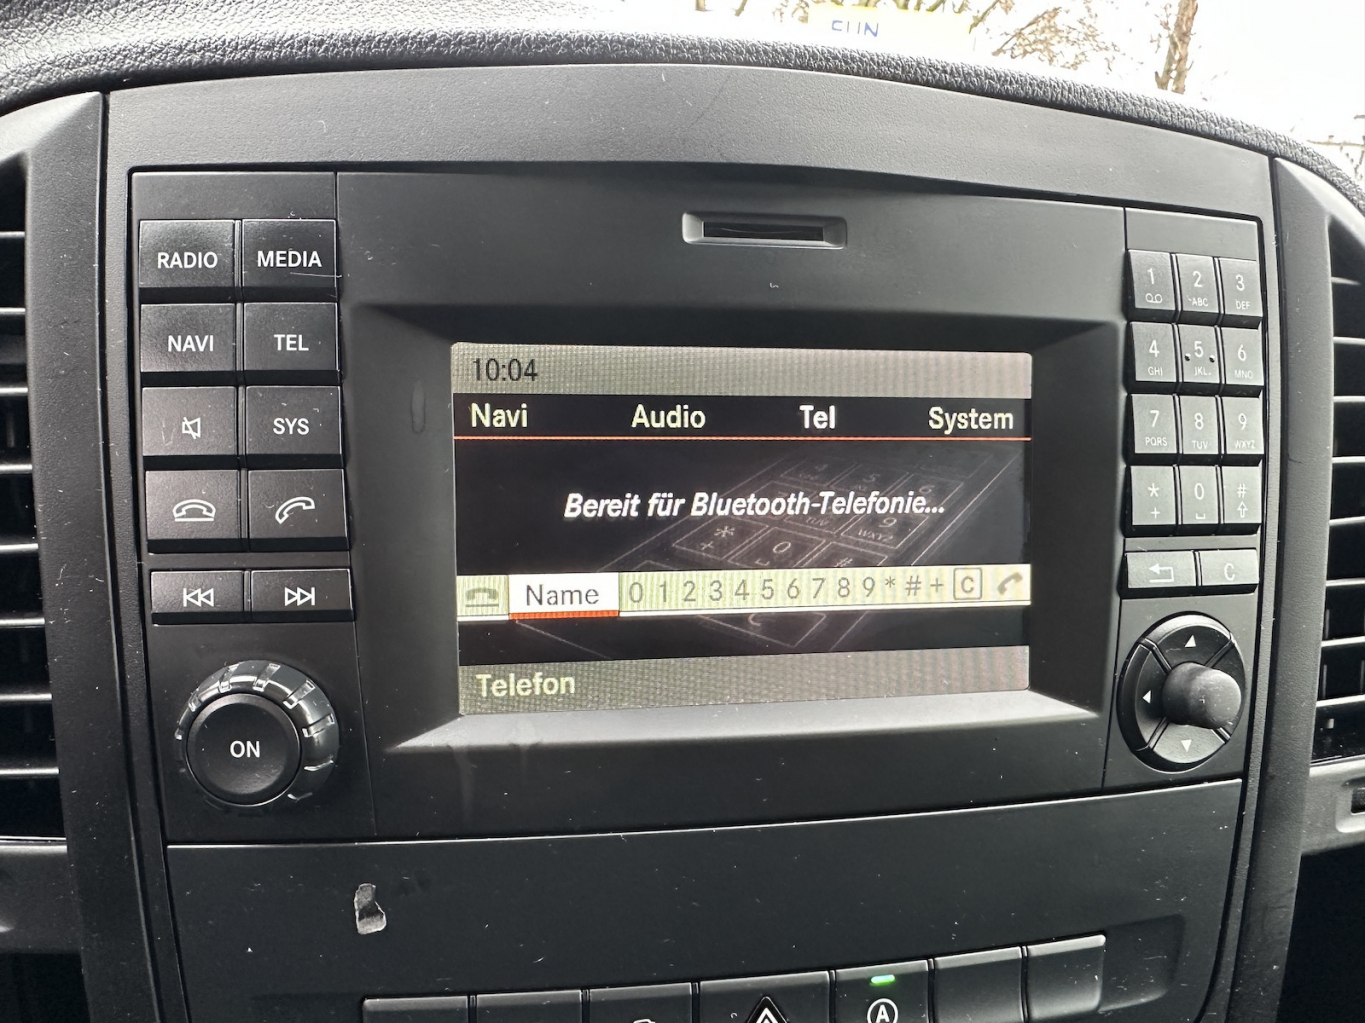 RADIO MEDIA
NAVI TEL
SYS
ON
10:04
Navi Audio Tel System
Bereit für Bluetooth-Telefonie...
Name 0 1 2 3 4 5 6 7 8 9 * # + C
Telefon
1 2 ABC 3 DEF
4 GHI 5 JKL 6 MNO
7 PQRS 8 TUV 9 WXYZ
* + 0 #
C
A